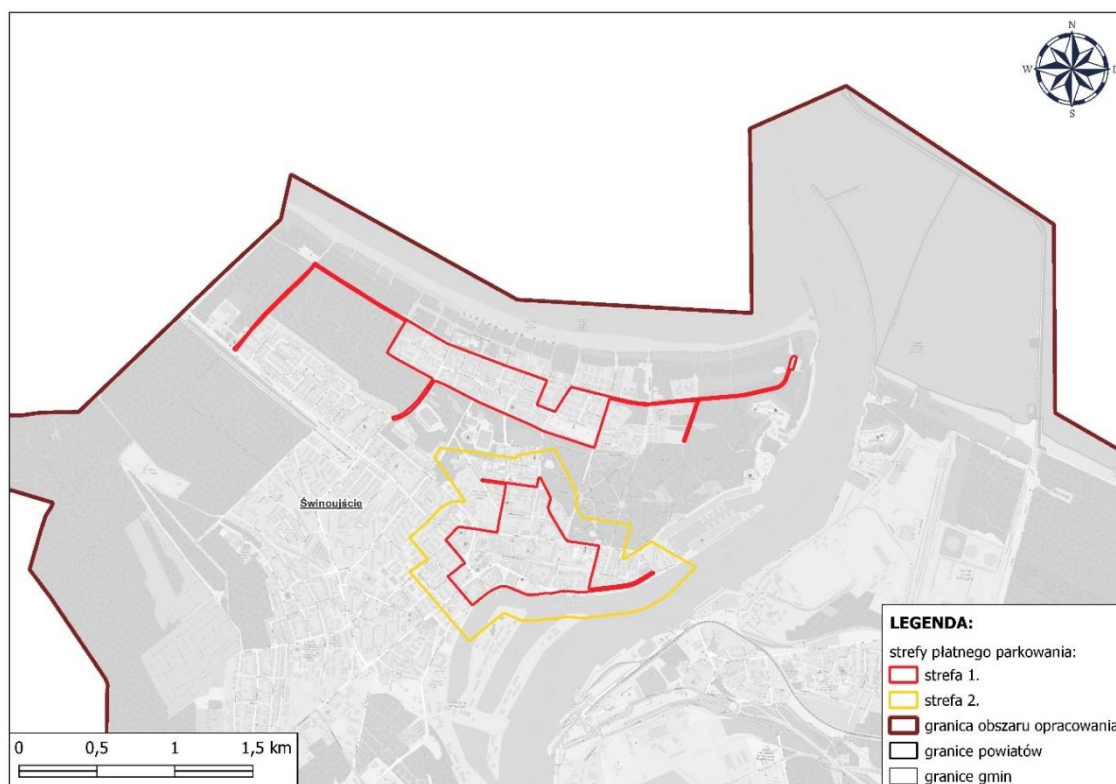 N
W
S
Świnoujście
LEGENDA:
strefy płatnego parkowania:
strefa 1.
strefa 2.
granica obszaru opracowania
granice powiatów
granice gmin
0 0,5 1 1,5 km